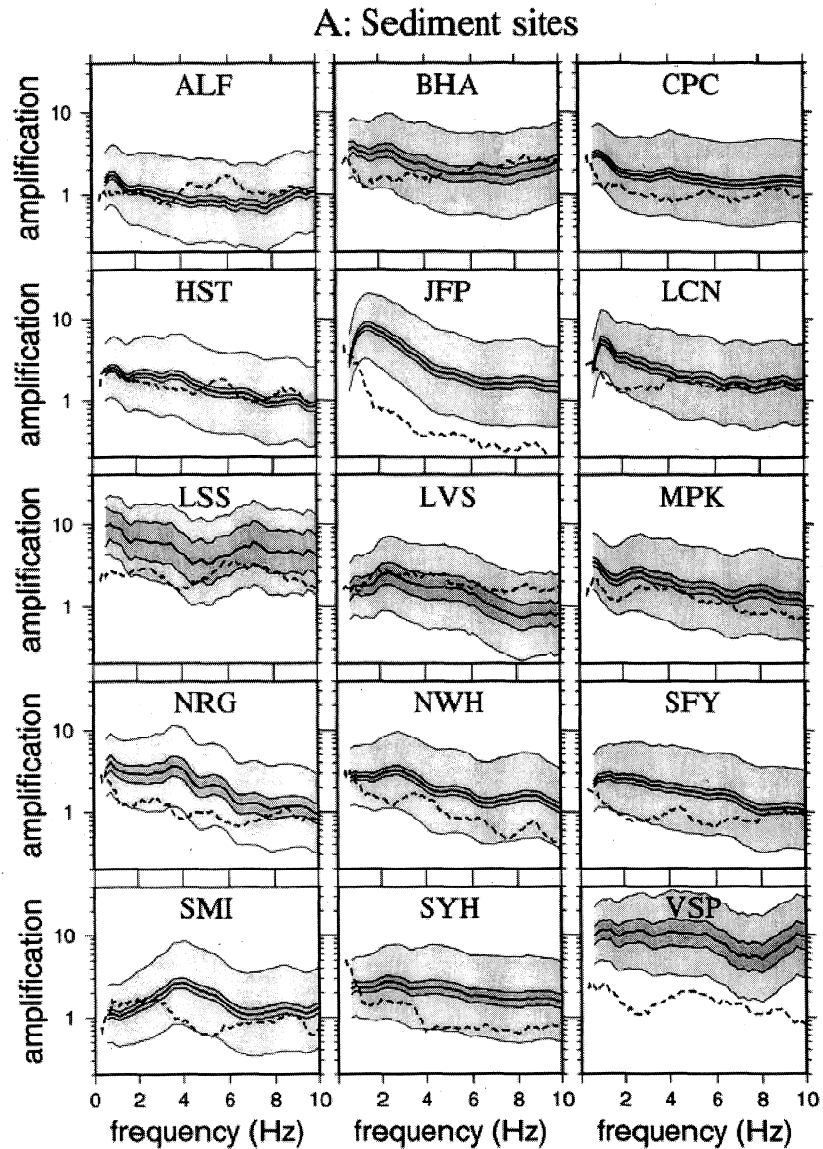 A: Sediment sites
ALF BHA CPC
amplification
10
1
HST JFP LCN
amplification
10
1
LSS LVS MPK
amplification
10
1
NRG NWH SFY
amplification
10
1
SMI SYH VSP
amplification
10
1
0 2 4 6 8 10 2 4 6 8 10 2 4 6 8 10
frequency (Hz) frequency (Hz) frequency (Hz)